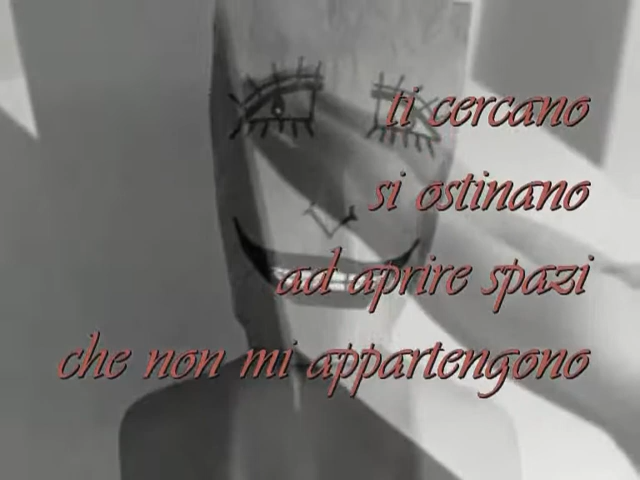 ti cercano
si ostinano
ad aprire spazi
che non mi appartengono